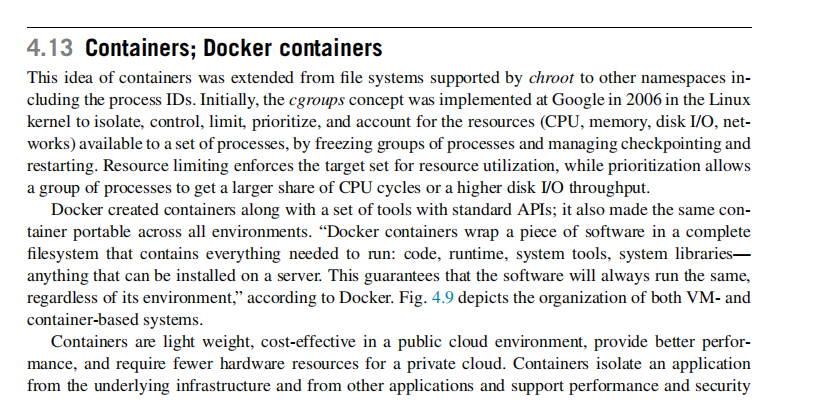 4.13 Containers; Docker containers
This idea of containers was extended from file systems supported by chroot to other namespaces in-
cluding the process IDs. Initially, the cgroups concept was implemented at Google in 2006 in the Linux
kernel to isolate, control, limit, prioritize, and account for the resources (CPU, memory, disk I/O, net-
works) available to a set of processes, by freezing groups of processes and managing checkpointing and
restarting. Resource limiting enforces the target set for resource utilization, while prioritization allows
a group of processes to get a larger share of CPU cycles or a higher disk I/O throughput.
Docker created containers along with a set of tools with standard APIs; it also made the same con-
tainer portable across all environments. “Docker containers wrap a piece of software in a complete
filesystem that contains everything needed to run: code, runtime, system tools, system libraries—
anything that can be installed on a server. This guarantees that the software will always run the same,
regardless of its environment,” according to Docker. Fig. 4.9 depicts the organization of both VM- and
container-based systems.
Containers are light weight, cost-effective in a public cloud environment, provide better perfor-
mance, and require fewer hardware resources for a private cloud. Containers isolate an application
from the underlying infrastructure and from other applications and support performance and security